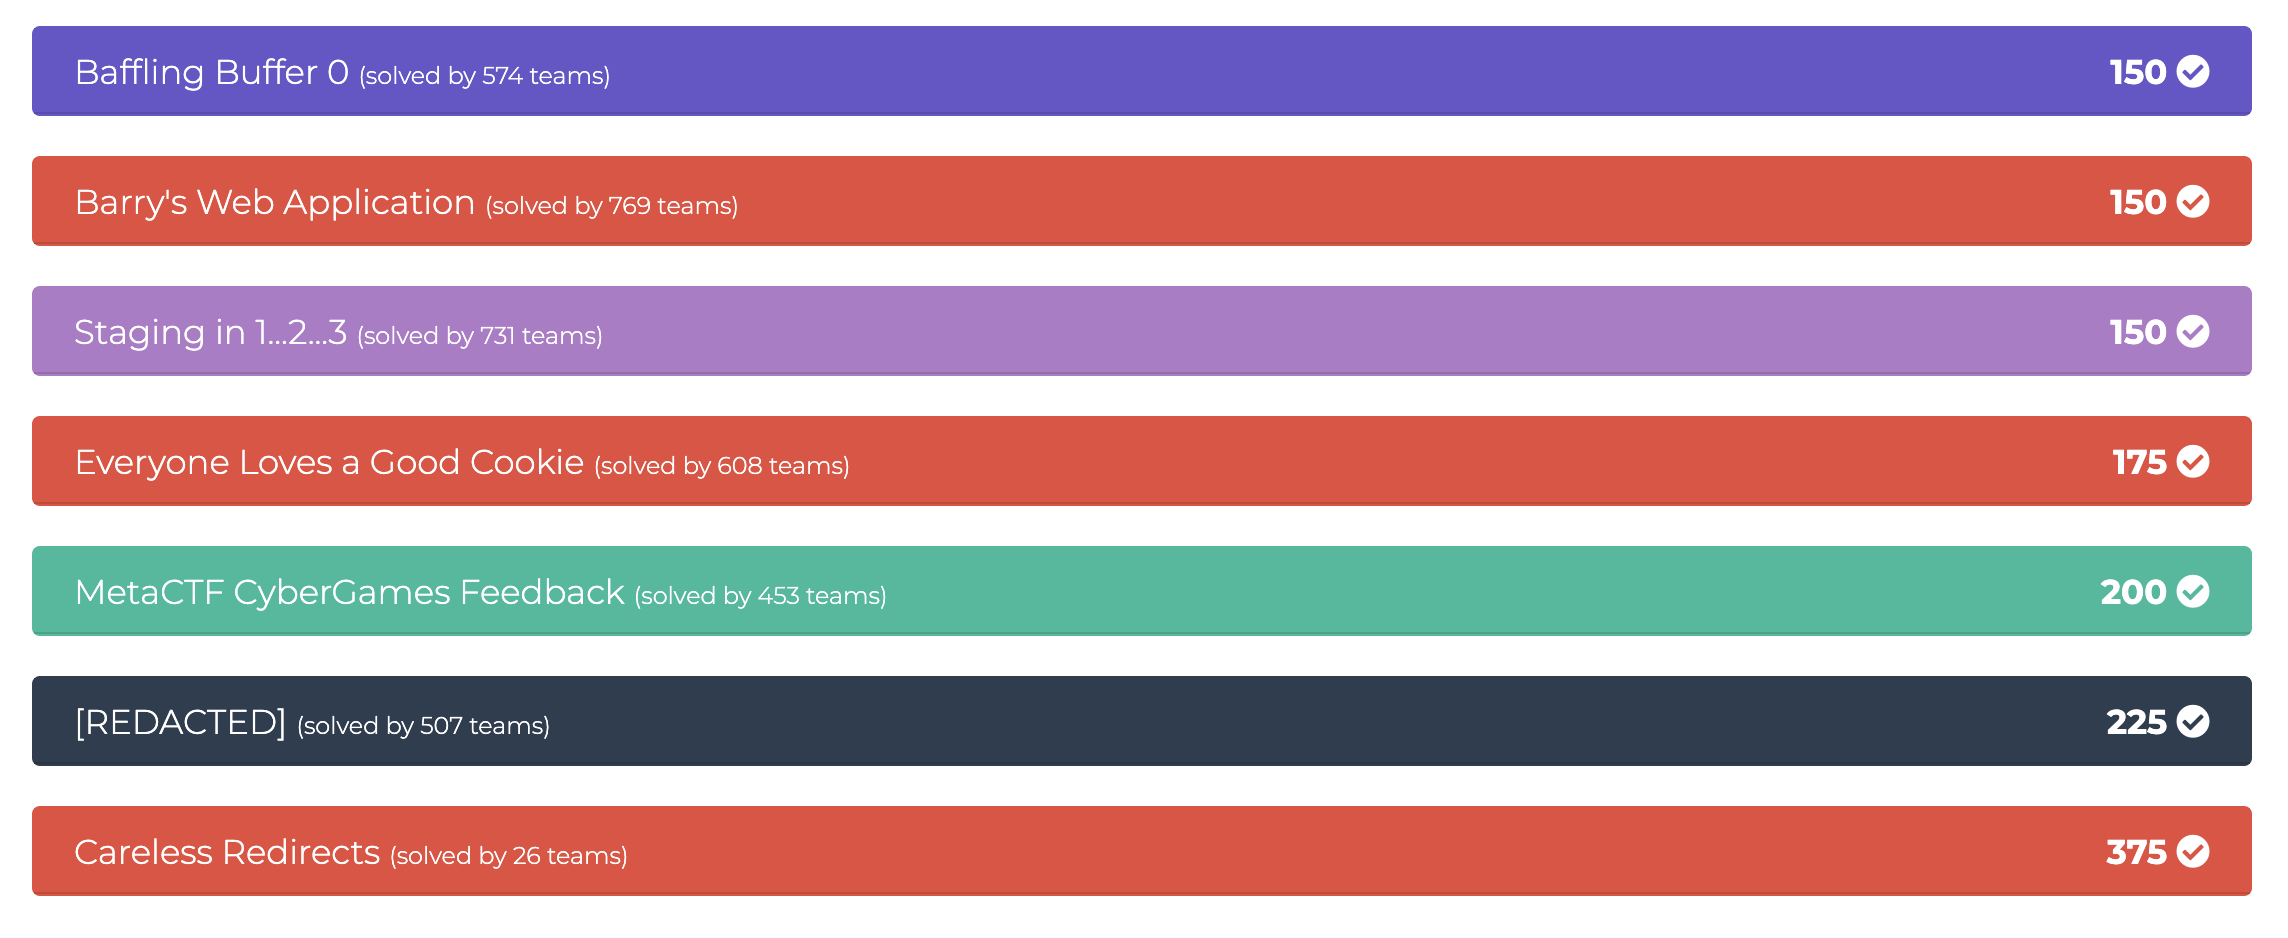 Baffling Buffer 0 (solved by 574 teams) 150
Barry's Web Application (solved by 769 teams) 150
Staging in 1...2...3 (solved by 731 teams) 150
Everyone Loves a Good Cookie (solved by 608 teams) 175
MetaCTF CyberGames Feedback (solved by 453 teams) 200
[REDACTED] (solved by 507 teams) 225
Careless Redirects (solved by 26 teams) 375